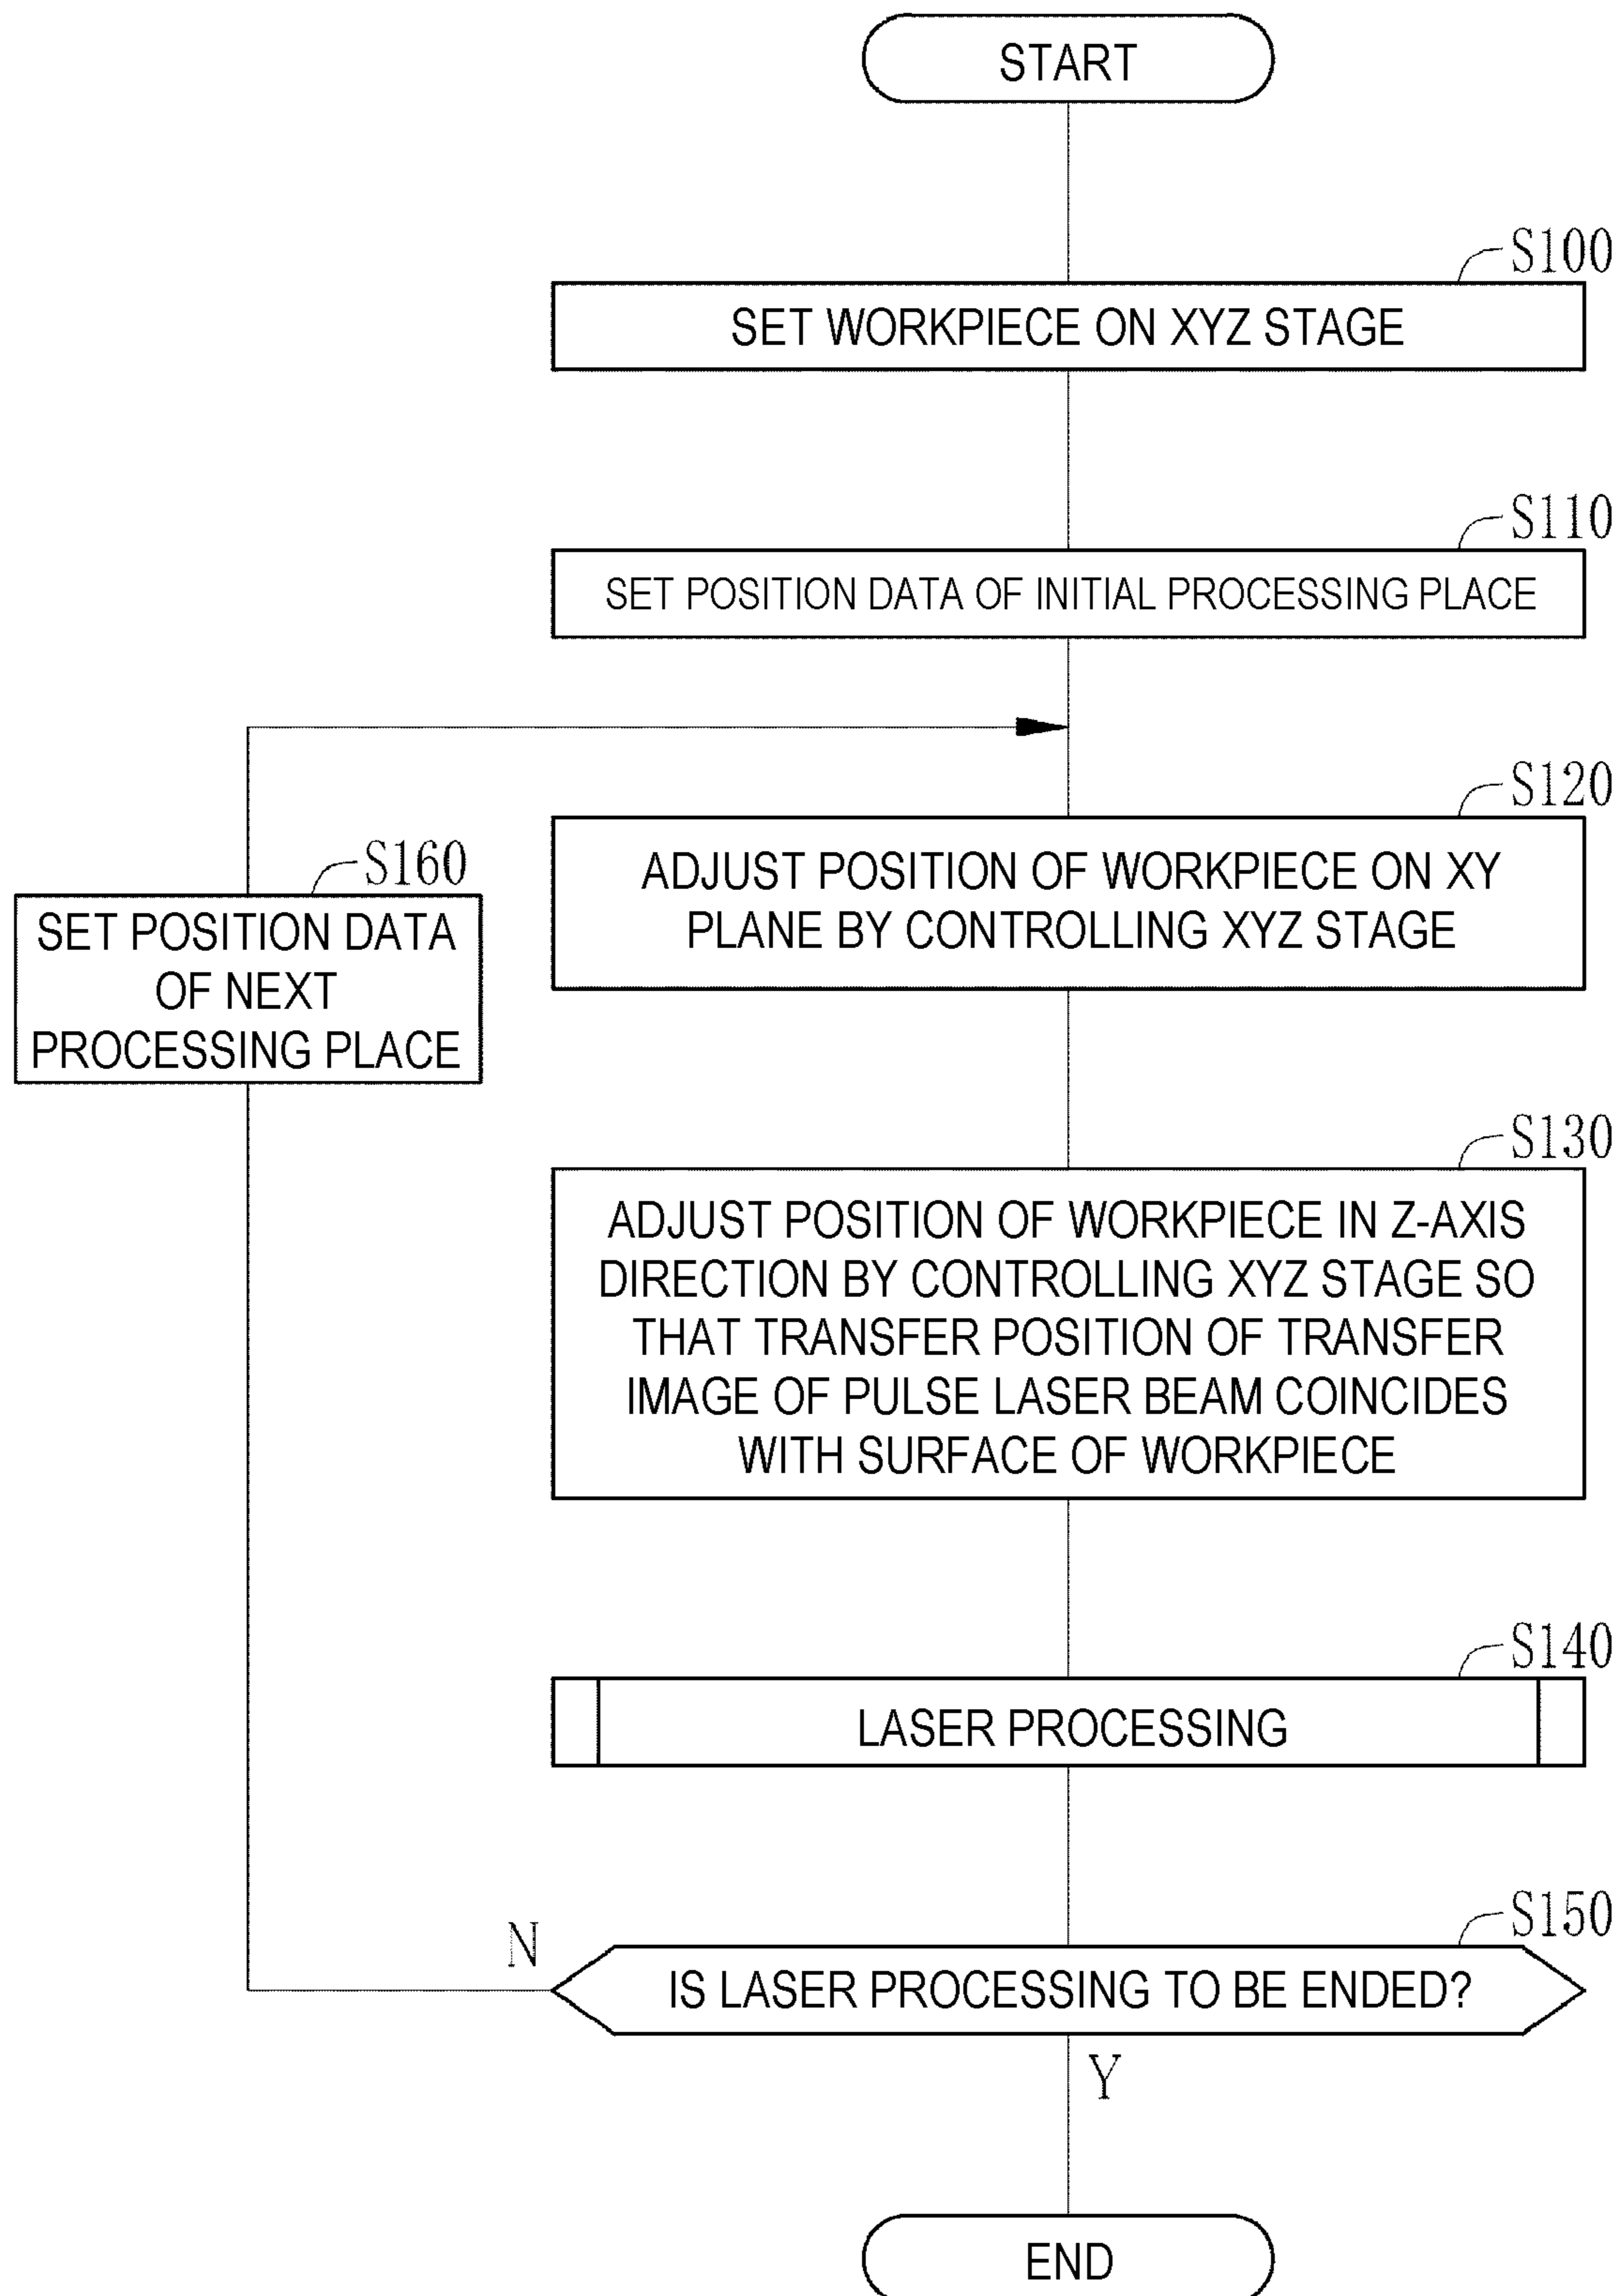 START
S100
SET WORKPIECE ON XYZ STAGE
S110
SET POSITION DATA OF INITIAL PROCESSING PLACE
S120
ADJUST POSITION OF WORKPIECE ON XY
PLANE BY CONTROLLING XYZ STAGE
S160
SET POSITION DATA
OF NEXT
PROCESSING PLACE
S130
ADJUST POSITION OF WORKPIECE IN Z-AXIS
DIRECTION BY CONTROLLING XYZ STAGE SO
THAT TRANSFER POSITION OF TRANSFER
IMAGE OF PULSE LASER BEAM COINCIDES
WITH SURFACE OF WORKPIECE
S140
LASER PROCESSING
S150
N
IS LASER PROCESSING TO BE ENDED?
Y
END